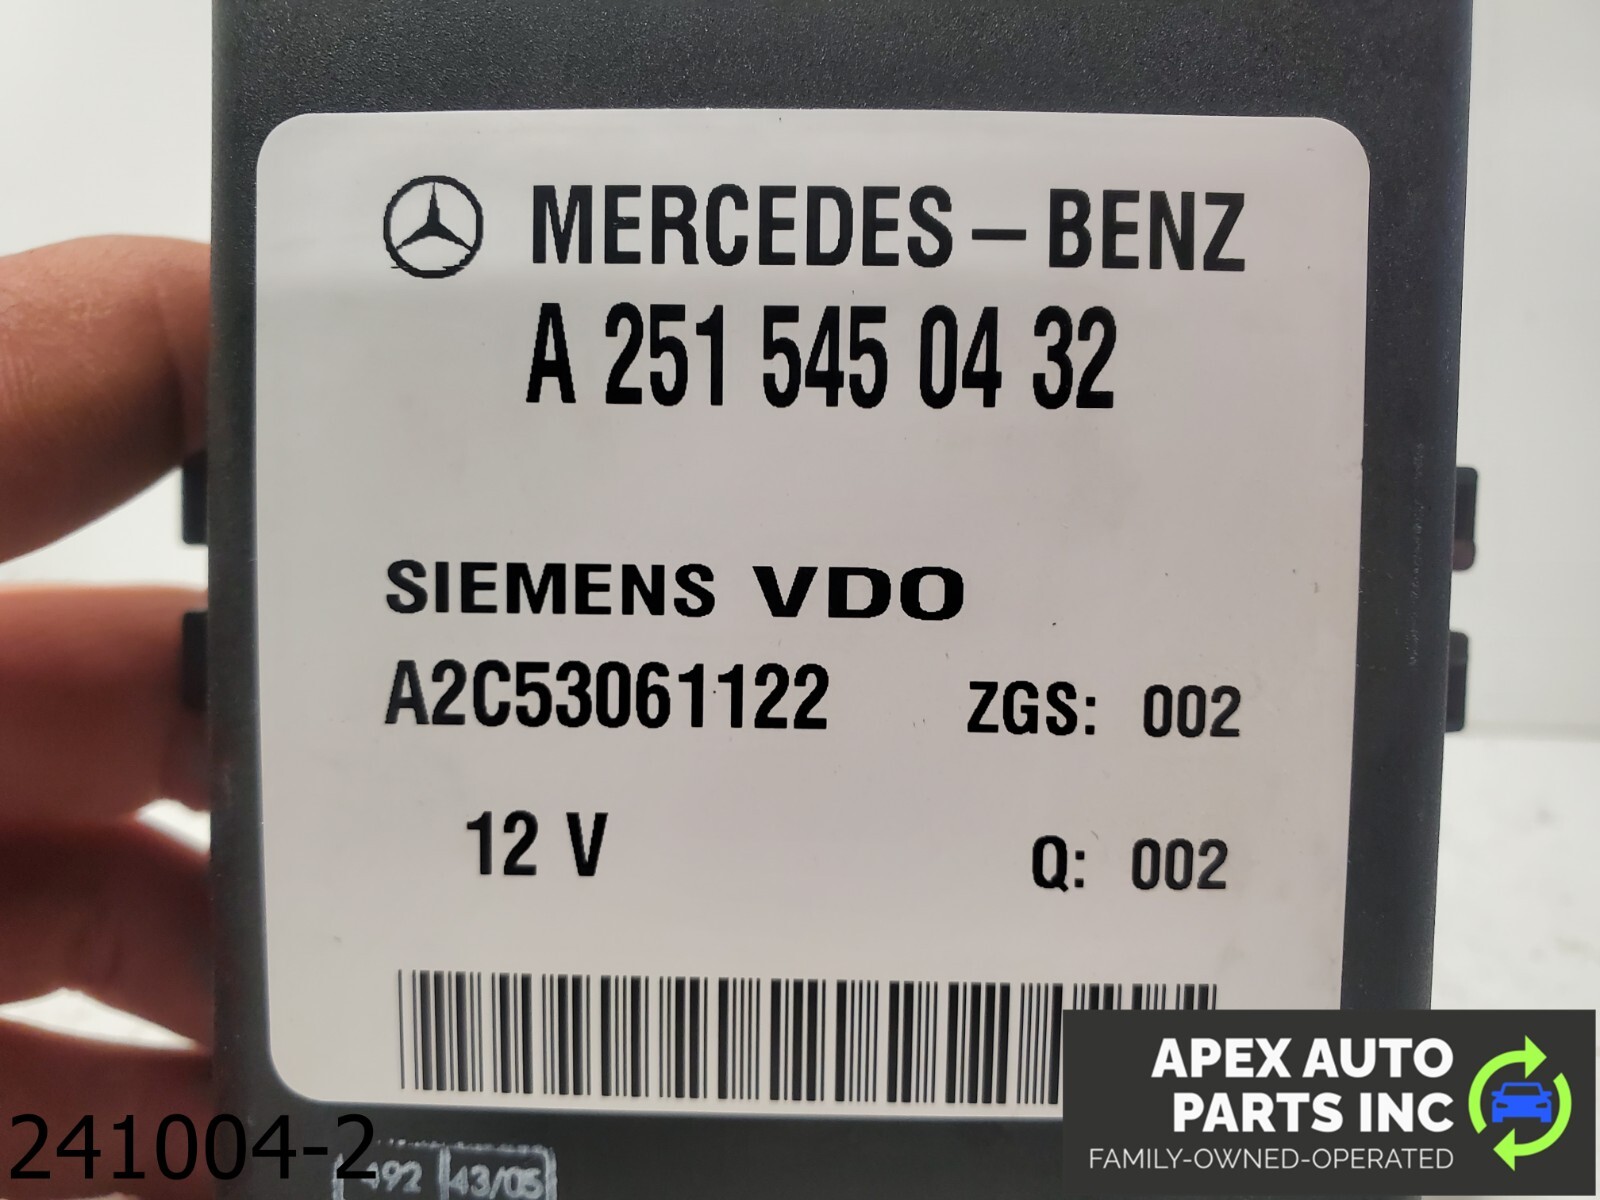 MERCEDES-BENZ
A 251 545 04 32
SIEMENS VDO
A2C53061122 ZGS: 002
12 V Q: 002
APEX AUTO
PARTS INC
FAMILY-OWNED-OPERATED
241004-2
492 43/05